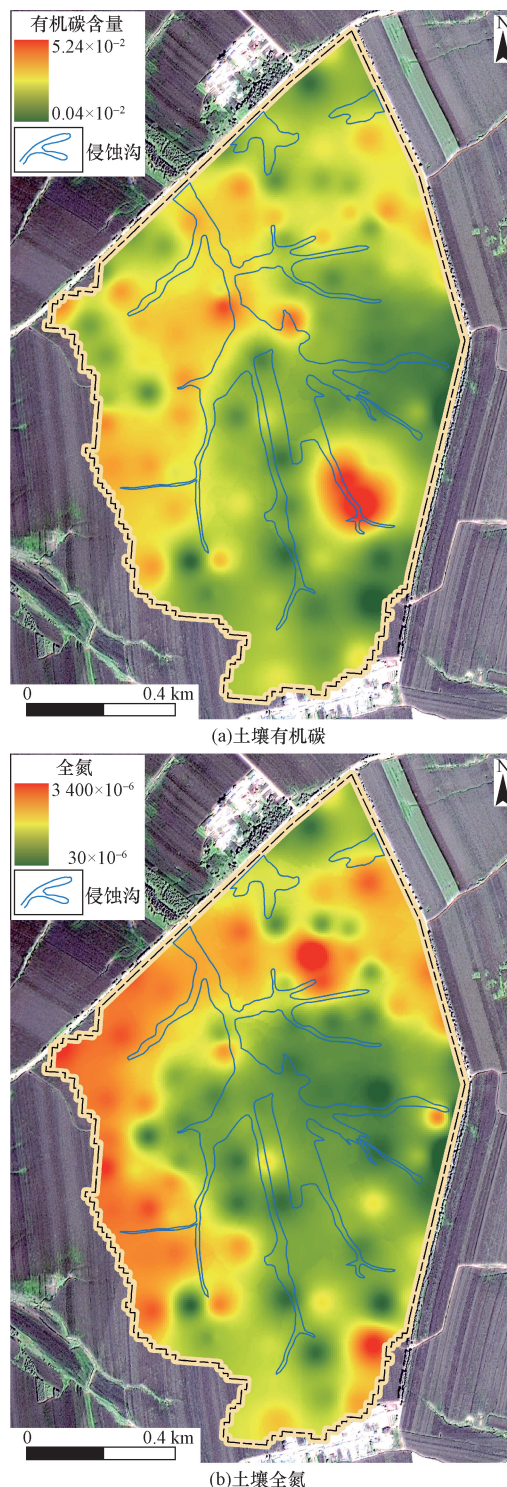 有机碳含量
5.24×10⁻²
0.04×10⁻²
侵蚀沟
N
0 0.4 km
(a)土壤有机碳
全氮
3 400×10⁻⁶
30×10⁻⁶
侵蚀沟
N
0 0.4 km
(b)土壤全氮